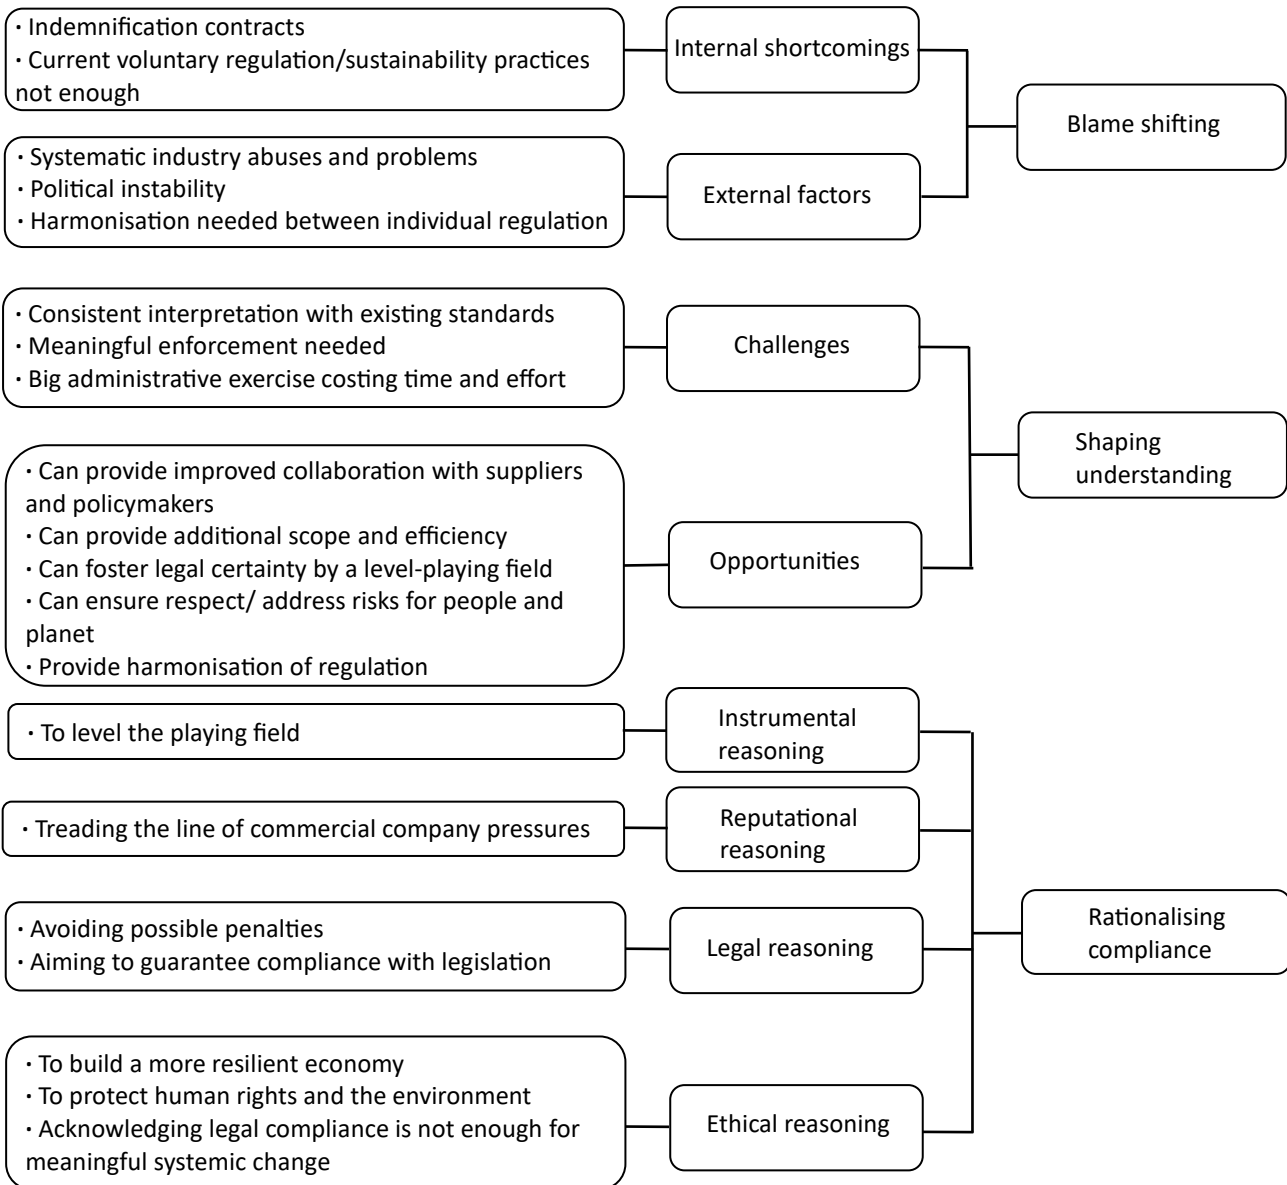 · Indemnification contracts
· Current voluntary regulation/sustainability practices
not enough
Internal shortcomings
Blame shifting
· Systematic industry abuses and problems
· Political instability
· Harmonisation needed between individual regulation
External factors
· Consistent interpretation with existing standards
· Meaningful enforcement needed
· Big administrative exercise costing time and effort
Challenges
Shaping
understanding
· Can provide improved collaboration with suppliers
and policymakers
· Can provide additional scope and efficiency
· Can foster legal certainty by a level-playing field
· Can ensure respect/ address risks for people and
planet
· Provide harmonisation of regulation
Opportunities
· To level the playing field
Instrumental
reasoning
· Treading the line of commercial company pressures
Reputational
reasoning
· Avoiding possible penalties
· Aiming to guarantee compliance with legislation
Legal reasoning
Rationalising
compliance
· To build a more resilient economy
· To protect human rights and the environment
· Acknowledging legal compliance is not enough for
meaningful systemic change
Ethical reasoning